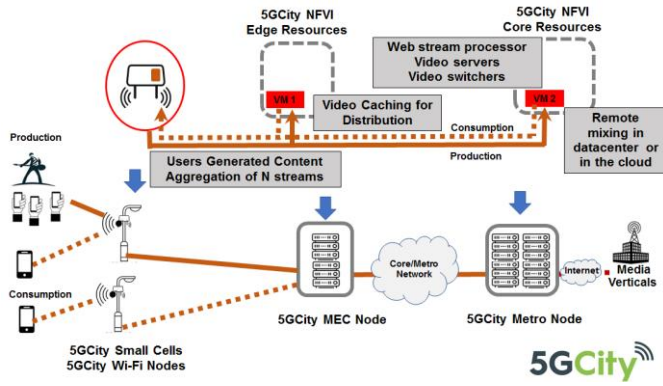 5GCity NFVI
Edge Resources
5GCity NFVI
Core Resources
Web stream processor
Video servers
Video switchers
VM 1
VM 2
Video Caching for
Distribution
Consumption
Production
Remote
mixing in
datacenter or
in the cloud
Users Generated Content
Aggregation of N streams
Production
Core/Metro
Network
Internet
Media
Verticals
Consumption
5GCity MEC Node
5GCity Metro Node
5GCity Small Cells
5GCity Wi-Fi Nodes
5GCity